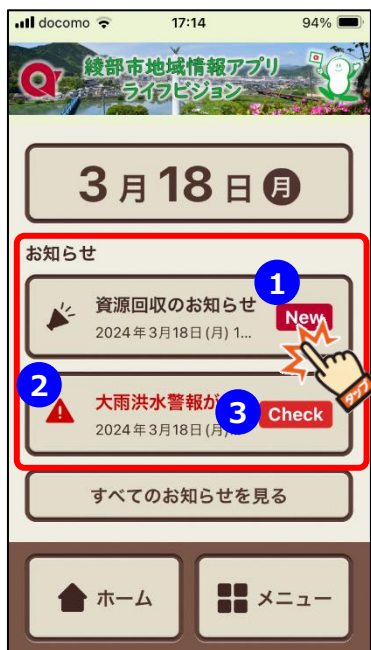 docomo 17:14 94%
綾部市地域情報アプリ
ライフビジョン
3月18日 月
お知らせ
1
資源回収のお知らせ New
2024年3月18日(月) 1...
タップ
2
大雨洪水警報が 3 Check
2024年3月18日(月)
すべてのお知らせを見る
ホーム メニュー